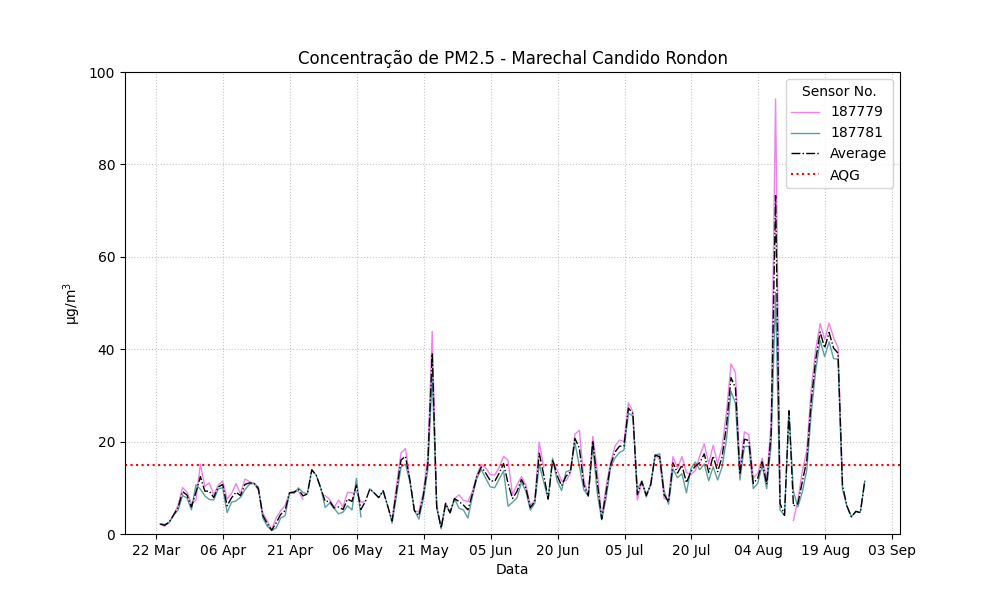 Concentração de PM2.5 - Marechal Candido Rondon
100
80
60
40
20
0
µg/m³
Sensor No.
187779
187781
Average
AQG
22 Mar 06 Apr 21 Apr 06 May 21 May 05 Jun 20 Jun 05 Jul 20 Jul 04 Aug 19 Aug 03 Sep
Data